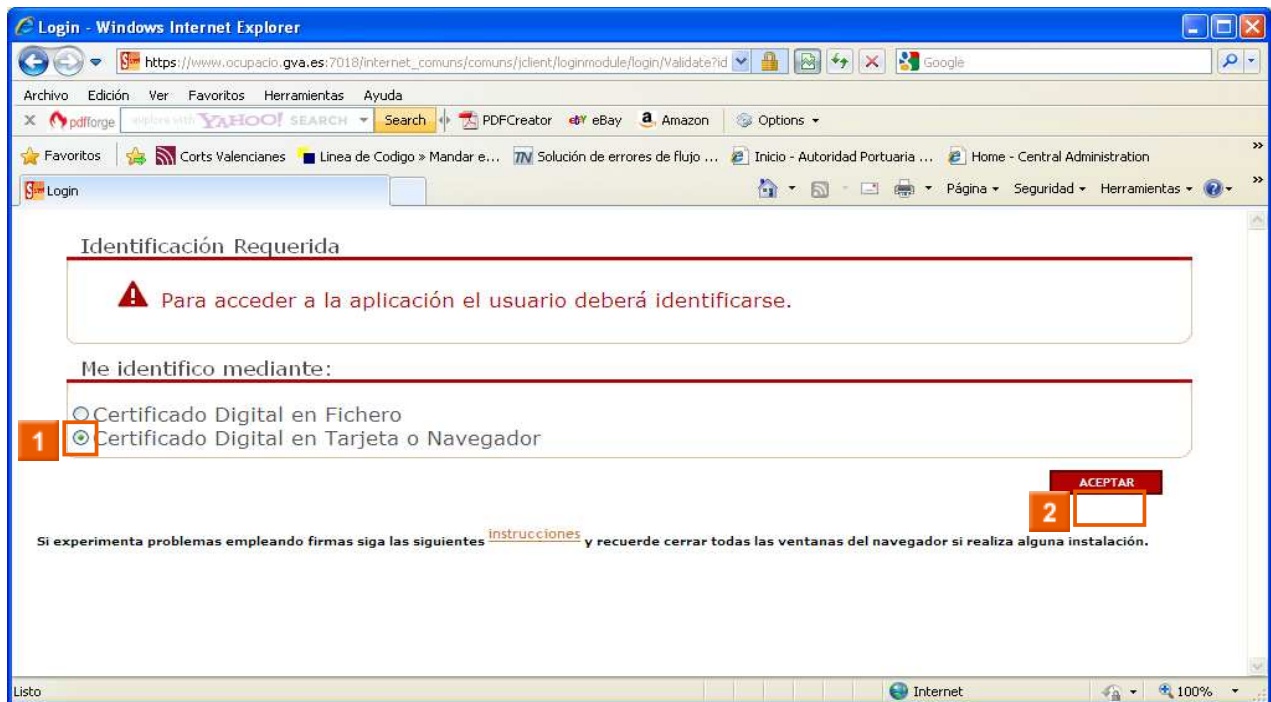 Login - Windows Internet Explorer
https://www.ocupacio.gva.es:7018/internet_comuns/comuns/jclient/loginmodule/login/Validate?id
Google
Archivo Edición Ver Favoritos Herramientas Ayuda
X pdfforge explore with YAHOO! SEARCH Search PDFCreator eBay Amazon Options
Favoritos Corts Valencianes Linea de Codigo » Mandar e... Solución de errores de flujo ... Inicio - Autoridad Portuaria ... Home - Central Administration »
Login Página Seguridad Herramientas »
Identificación Requerida
Para acceder a la aplicación el usuario deberá identificarse.
Me identifico mediante:
Certificado Digital en Fichero
1 Certificado Digital en Tarjeta o Navegador
ACEPTAR
2
Si experimenta problemas empleando firmas siga las siguientes instrucciones y recuerde cerrar todas las ventanas del navegador si realiza alguna instalación.
Listo Internet 100%